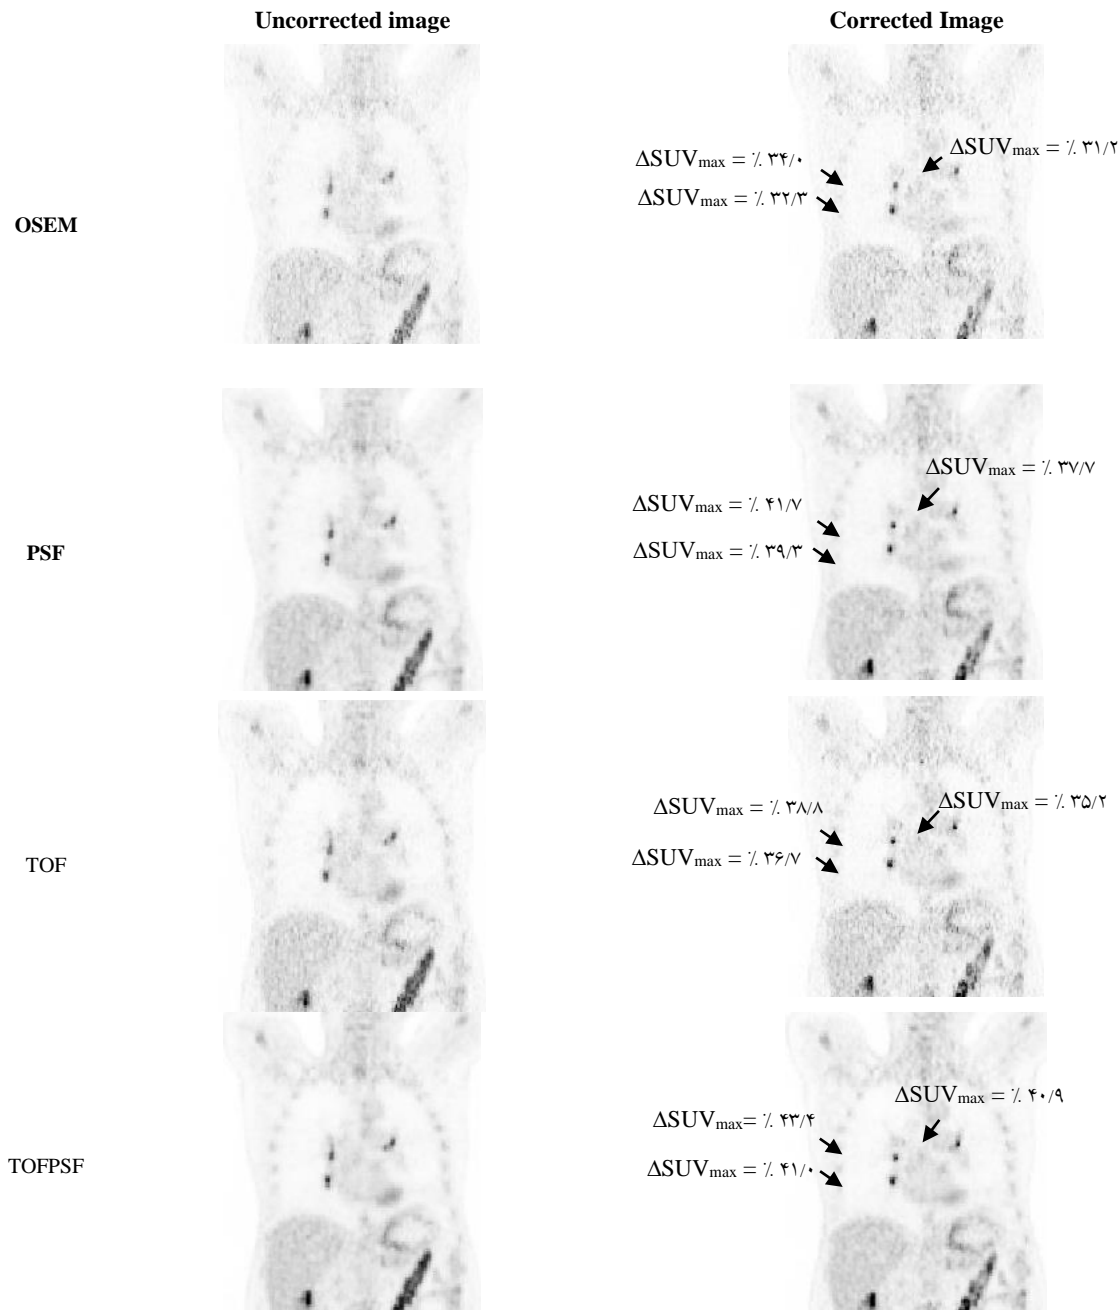 Uncorrected image
Corrected Image
OSEM
ΔSUVmax = ٪ ۳۱/۲
ΔSUVmax = ٪ ۳۴/۰
ΔSUVmax = ٪ ۳۲/۳
PSF
ΔSUVmax = ٪ ۳۷/۷
ΔSUVmax = ٪ ۴۱/۷
ΔSUVmax = ٪ ۳۹/۳
TOF
ΔSUVmax = ٪ ۳۵/۲
ΔSUVmax = ٪ ۳۸/۸
ΔSUVmax = ٪ ۳۶/۷
TOFPSF
ΔSUVmax = ٪ ۴۰/۹
ΔSUVmax= ٪ ۴۳/۴
ΔSUVmax = ٪ ۴۱/۰